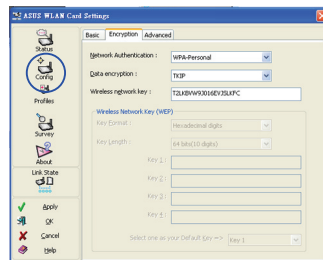 ASUS WLAN Card Settings
Status
Config
Profiles
Survey
About
Link State
Apply
OK
Cancel
Help
Basic Encryption Advanced
Network Authentication : WPA-Personal
Data encryption : TKIP
Wireless network key : T2LKBVW9J016EVJSLKFC
Wireless Network Key (WEP)
Key Format : Hexadecimal digits
Key Length : 64 bits(10 digits)
Key 1 :
Key 2 :
Key 3 :
Key 4 :
Select one as your Default Key => Key 1